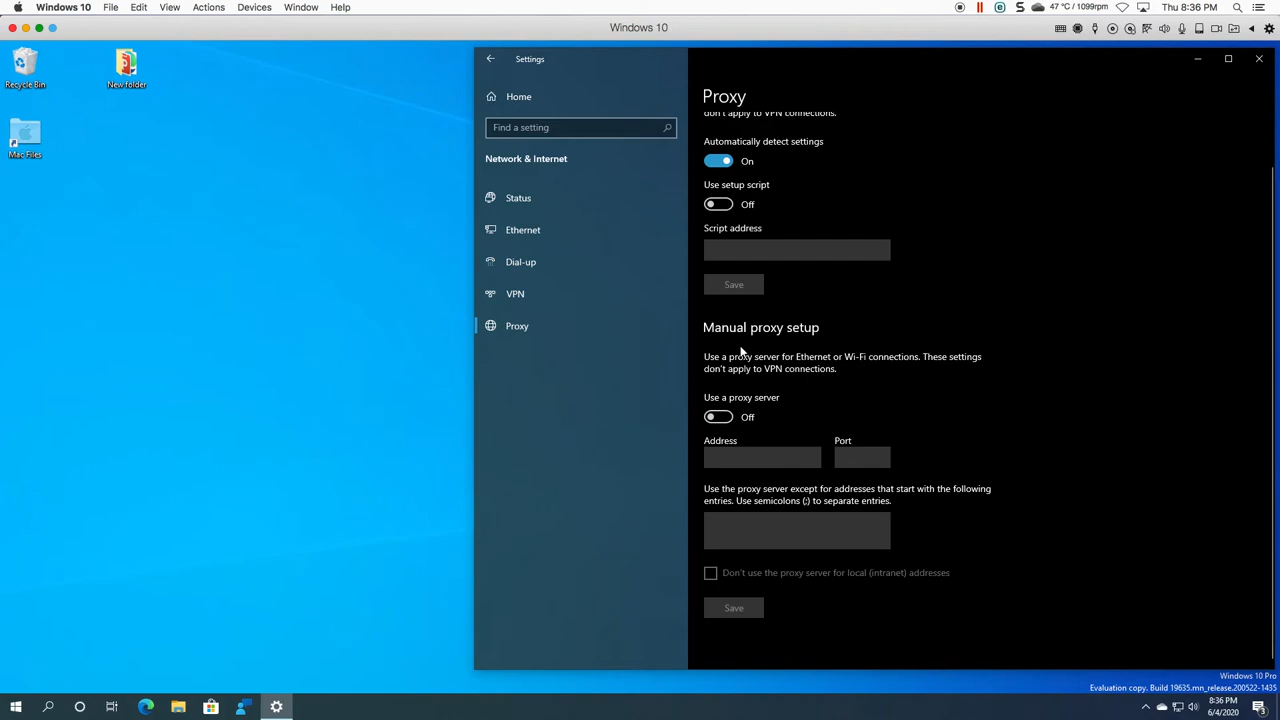 Windows 10 File Edit View Actions Devices Window Help
47 °C / 1099rpm Thu 8:36 PM
Windows 10
Recycle Bin
New folder
Mac Files
Settings
Home
Find a setting
Network & Internet
Status
Ethernet
Dial-up
VPN
Proxy
Proxy
don't apply to VPN connections.
Automatically detect settings
On
Use setup script
Off
Script address
Save
Manual proxy setup
Use a proxy server for Ethernet or Wi-Fi connections. These settings
don't apply to VPN connections.
Use a proxy server
Off
Address Port
Use the proxy server except for addresses that start with the following
entries. Use semicolons (;) to separate entries.
Don't use the proxy server for local (intranet) addresses
Save
Windows 10 Pro
Evaluation copy. Build 19635.mn_release.200522-1435
8:36 PM
6/4/2020
3